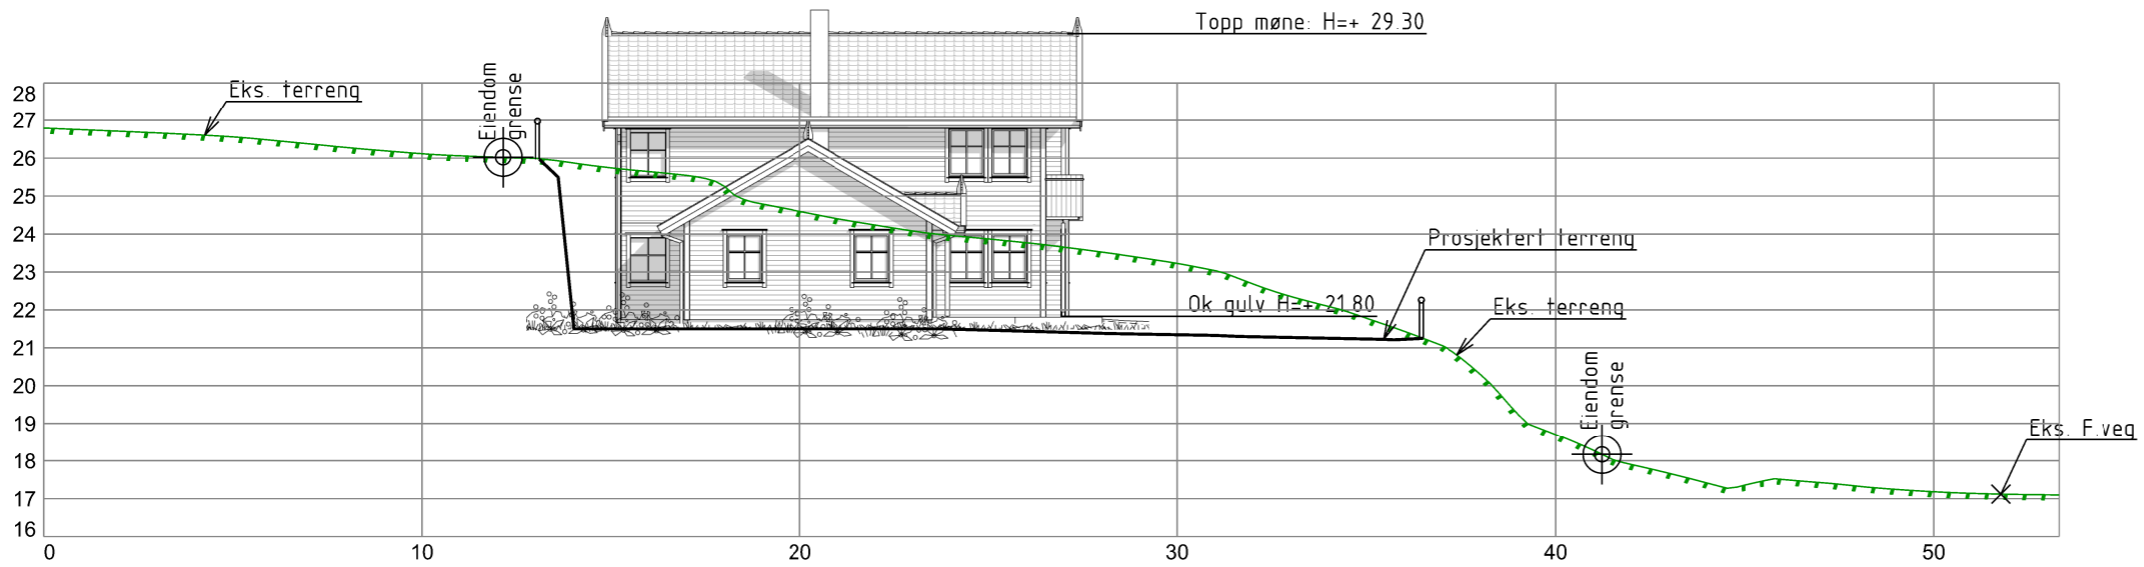 Topp møne: H=+ 29.30
Eks. terreng
Eiendom
grense
28
27
26
25
24
23
22
21
20
19
18
17
16
Prosjektert terreng
Ok gulv H=+ 21.80
Eks. terreng
Eiendom
grense
Eks. F.veg
0
10
20
30
40
50